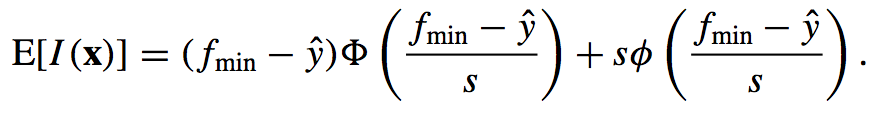 E[I(x)] = (f_min − ŷ)Φ((f_min − ŷ)/s) + sϕ((f_min − ŷ)/s).